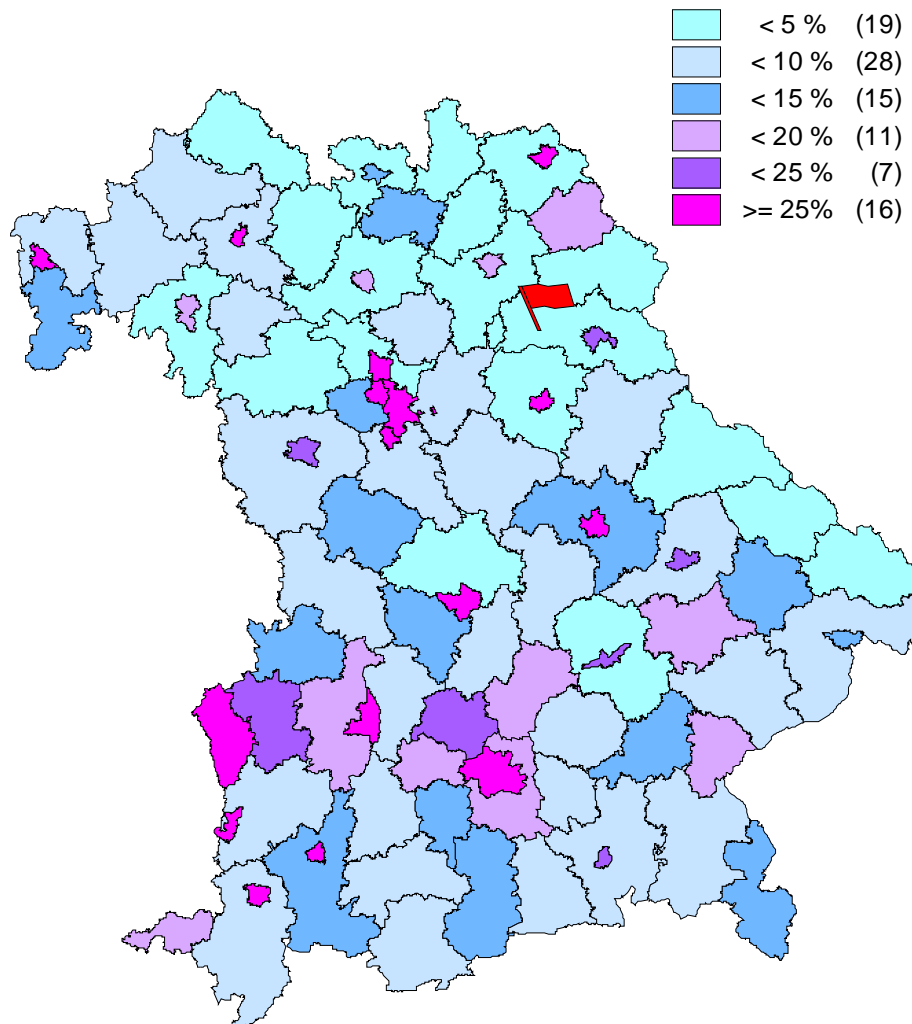 < 5 % (19)
< 10 % (28)
< 15 % (15)
< 20 % (11)
< 25 % (7)
>= 25% (16)